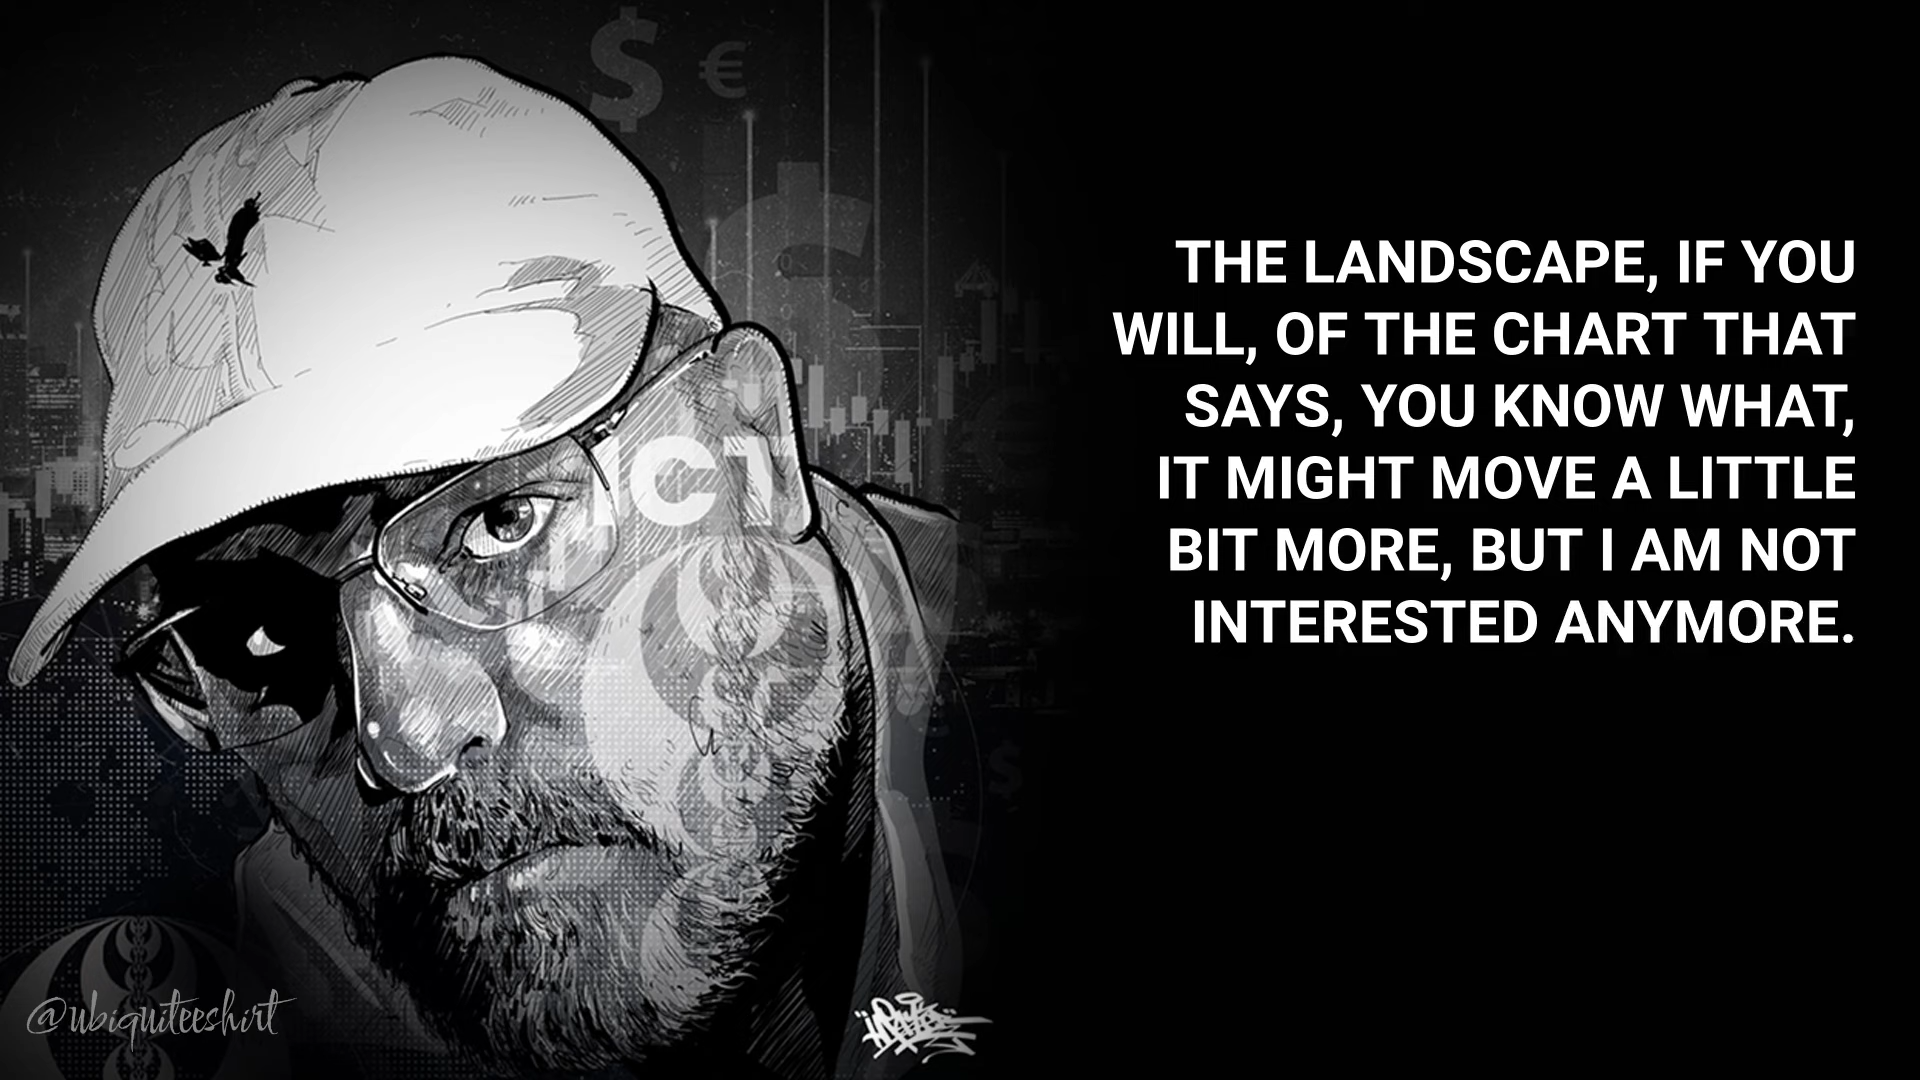 $
€
THE LANDSCAPE, IF YOU
WILL, OF THE CHART THAT
SAYS, YOU KNOW WHAT,
IT MIGHT MOVE A LITTLE
BIT MORE, BUT I AM NOT
INTERESTED ANYMORE.
ICT
@ubiquiteeshirt